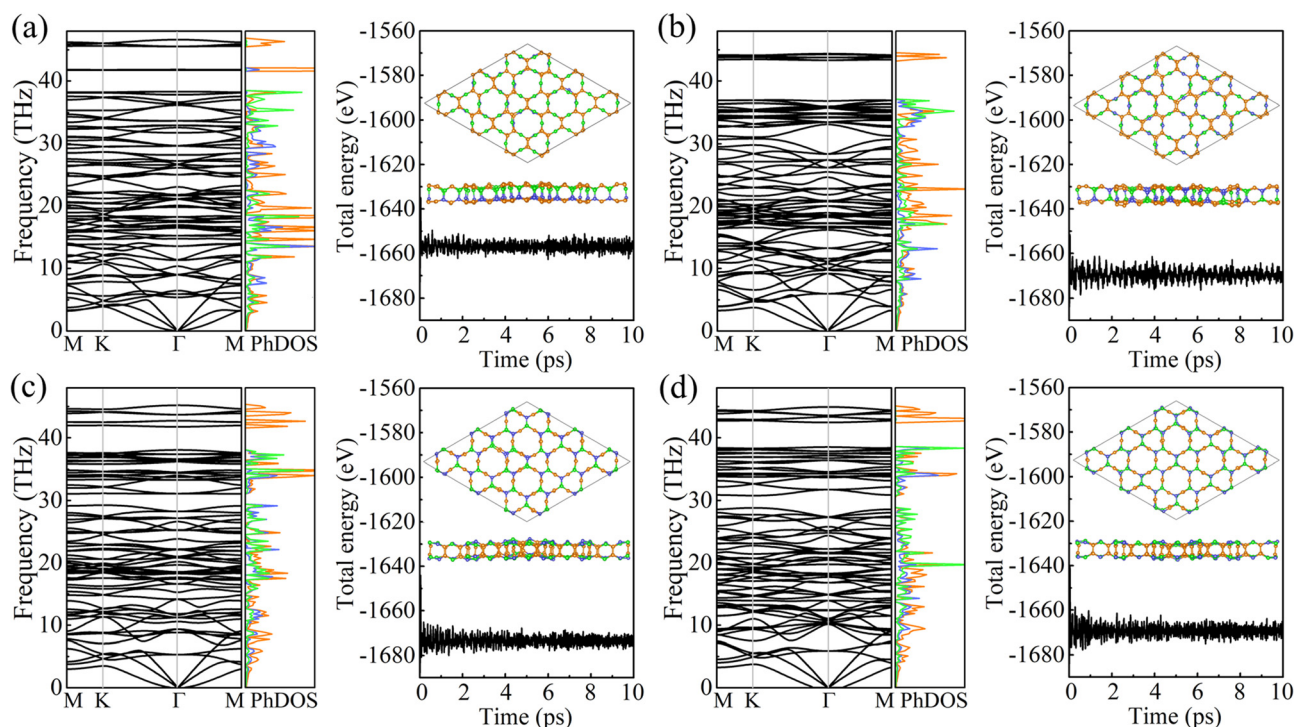 (a)
Frequency (THz)
40
30
20
10
0
M K Γ M PhDOS
Total energy (eV)
-1560
-1580
-1600
-1620
-1640
-1660
-1680
0 2 4 6 8 10
Time (ps)
(b)
Frequency (THz)
40
30
20
10
0
M K Γ M PhDOS
Total energy (eV)
-1560
-1580
-1600
-1620
-1640
-1660
-1680
0 2 4 6 8 10
Time (ps)
(c)
Frequency (THz)
40
30
20
10
0
M K Γ M PhDOS
Total energy (eV)
-1560
-1580
-1600
-1620
-1640
-1660
-1680
0 2 4 6 8 10
Time (ps)
(d)
Frequency (THz)
40
30
20
10
0
M K Γ M PhDOS
Total energy (eV)
-1560
-1580
-1600
-1620
-1640
-1660
-1680
0 2 4 6 8 10
Time (ps)